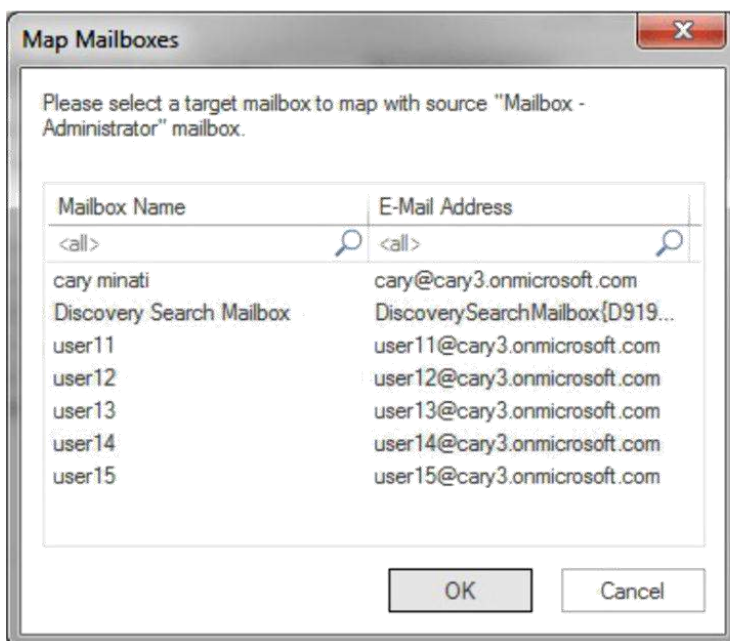 Map Mailboxes
Please select a target mailbox to map with source "Mailbox -
Administrator" mailbox.
Mailbox Name E-Mail Address
<all> <all>
cary minati cary@cary3.onmicrosoft.com
Discovery Search Mailbox DiscoverySearchMailbox{D919...
user11 user11@cary3.onmicrosoft.com
user12 user12@cary3.onmicrosoft.com
user13 user13@cary3.onmicrosoft.com
user14 user14@cary3.onmicrosoft.com
user15 user15@cary3.onmicrosoft.com
OK Cancel